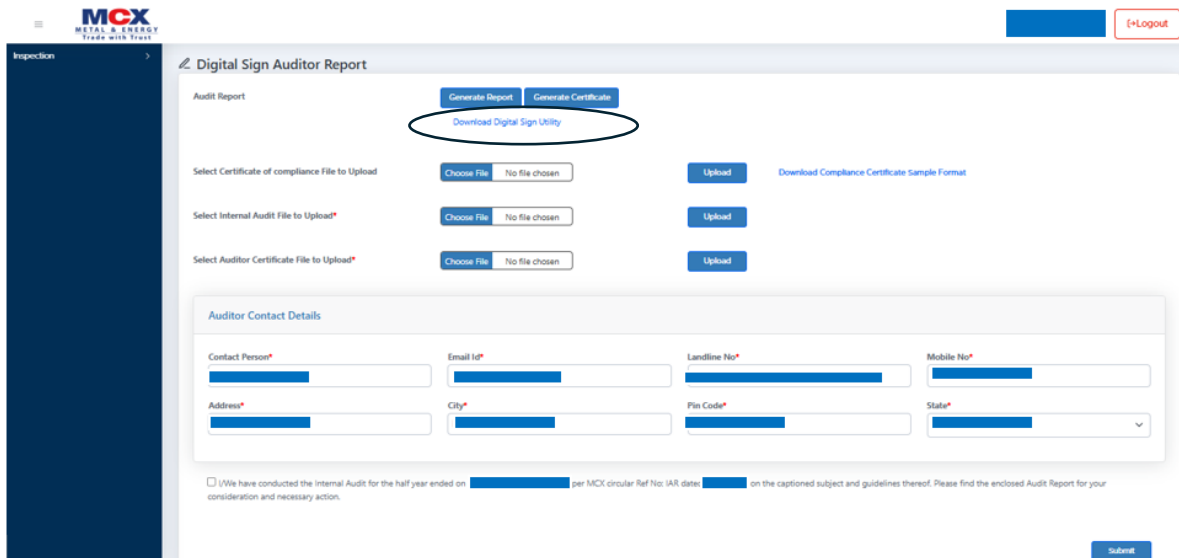 MCX
METAL & ENERGY
Trade with Trust
Logout
Inspection
Digital Sign Auditor Report
Audit Report
Generate Report Generate Certificate
Download Digital Sign Utility
Select Certificate of compliance File to Upload Choose File No file chosen Upload Download Compliance Certificate Sample Format
Select Internal Audit File to Upload* Choose File No file chosen Upload
Select Auditor Certificate File to Upload* Choose File No file chosen Upload
Auditor Contact Details
Contact Person* Email Id* Landline No* Mobile No*
Address* City* Pin Code* State*
I/We have conducted the Internal Audit for the half year ended on per MCX circular Ref No: IAR date: on the captioned subject and guidelines thereof. Please find the enclosed Audit Report for your
consideration and necessary action.
Submit